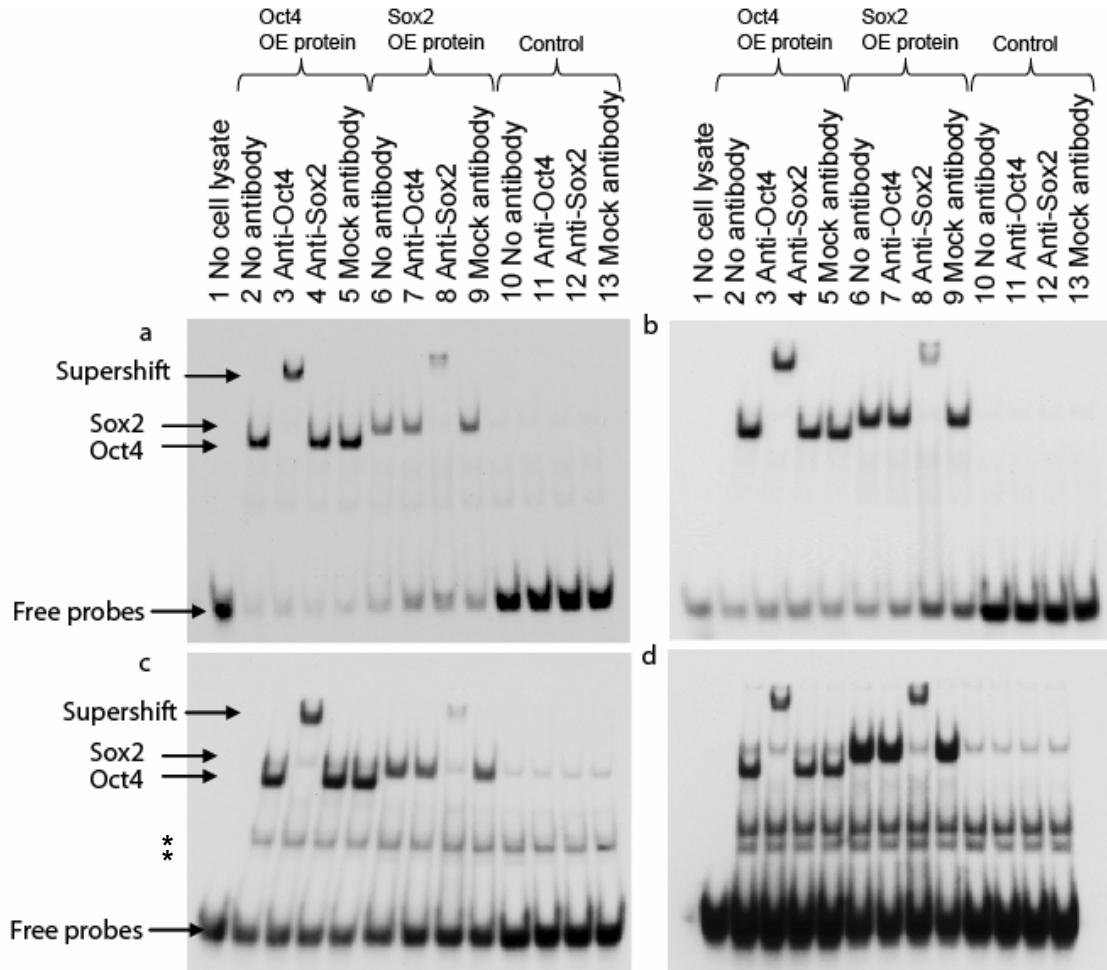 Oct4
OE protein
Sox2
OE protein
Control
1 No cell lysate
2 No antibody
3 Anti-Oct4
4 Anti-Sox2
5 Mock antibody
6 No antibody
7 Anti-Oct4
8 Anti-Sox2
9 Mock antibody
10 No antibody
11 Anti-Oct4
12 Anti-Sox2
13 Mock antibody
Oct4
OE protein
Sox2
OE protein
Control
1 No cell lysate
2 No antibody
3 Anti-Oct4
4 Anti-Sox2
5 Mock antibody
6 No antibody
7 Anti-Oct4
8 Anti-Sox2
9 Mock antibody
10 No antibody
11 Anti-Oct4
12 Anti-Sox2
13 Mock antibody
a
Supershift
Sox2
Oct4
Free probes
b
c
Supershift
Sox2
Oct4
*
*
Free probes
d